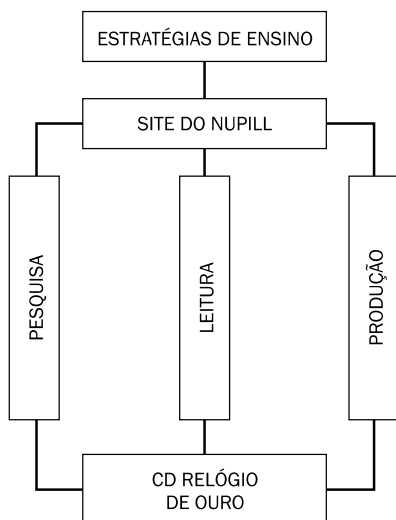 ESTRATÉGIAS DE ENSINO
SITE DO NUPILL
PESQUISA
LEITURA
PRODUÇÃO
CD RELÓGIO
DE OURO